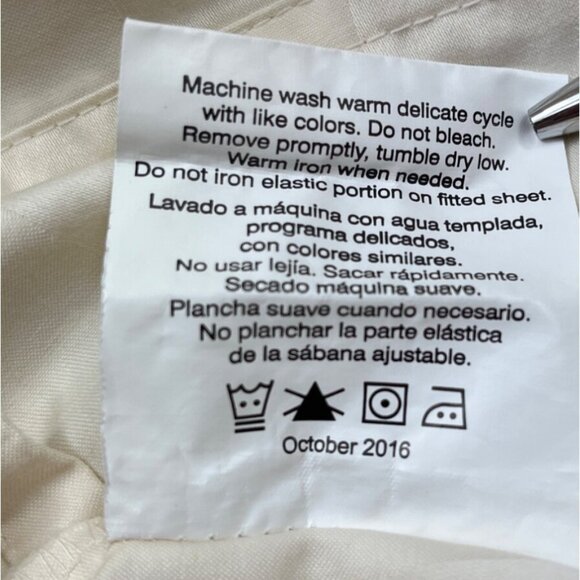 Machine wash warm delicate cycle
with like colors. Do not bleach.
Remove promptly, tumble dry low.
Warm iron when needed.
Do not iron elastic portion on fitted sheet.
Lavado a máquina con agua templada,
programa delicados,
con colores similares.
No usar lejía. Sacar rápidamente.
Secado máquina suave.
Plancha suave cuando necesario.
No planchar la parte elástica
de la sábana ajustable.
October 2016